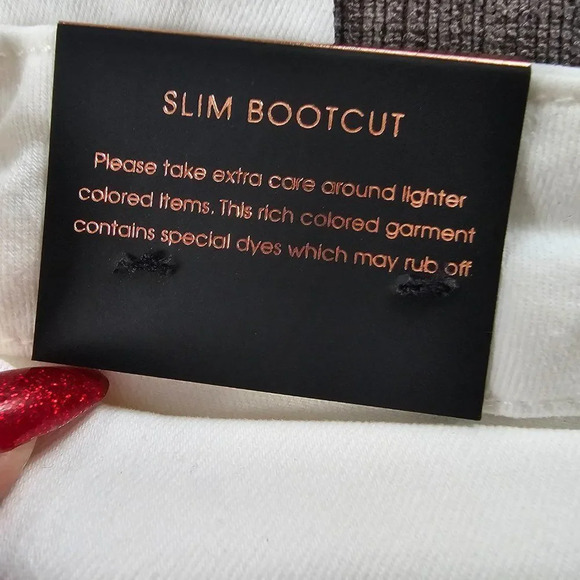 SLIM BOOTCUT
Please take extra care around lighter
colored items. This rich colored garment
contains special dyes which may rub off